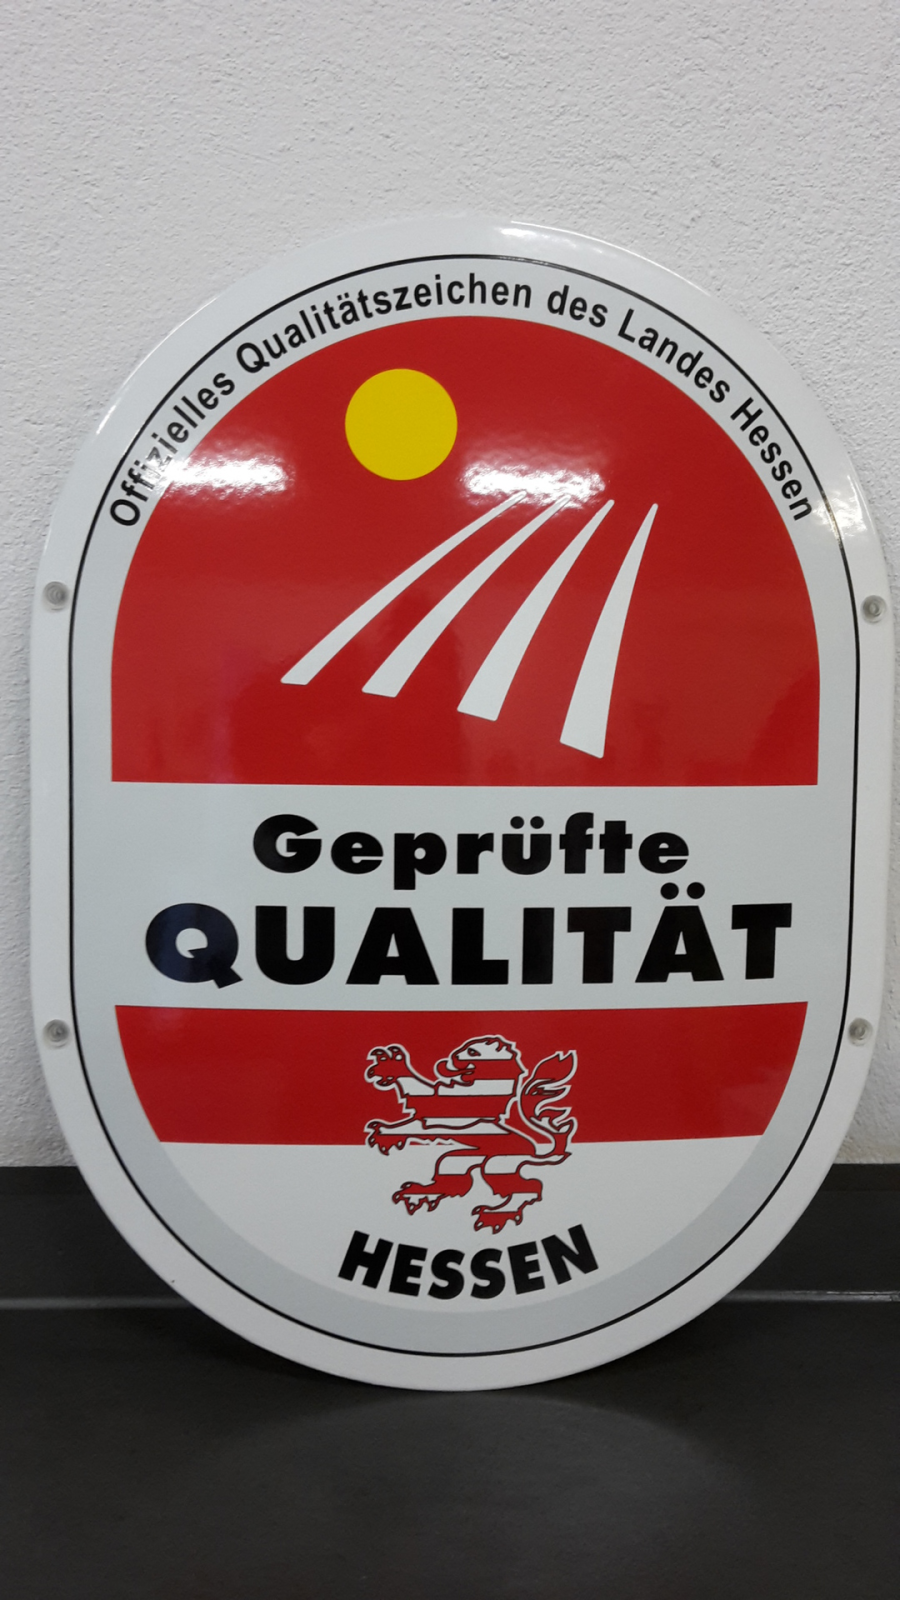 Offizielles Qualitätszeichen des Landes Hessen
Geprüfte
QUALITÄT
HESSEN